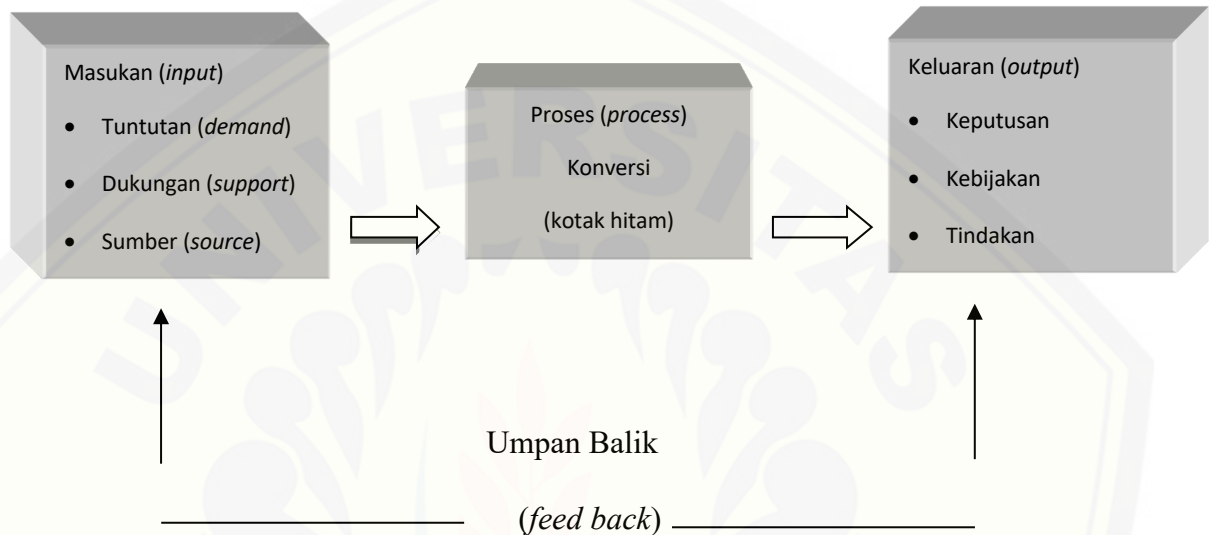 Masukan (input)
• Tuntutan (demand)
• Dukungan (support)
• Sumber (source)
Proses (process)
Konversi
(kotak hitam)
Keluaran (output)
• Keputusan
• Kebijakan
• Tindakan
Umpan Balik
(feed back)
UNIVERSITAS